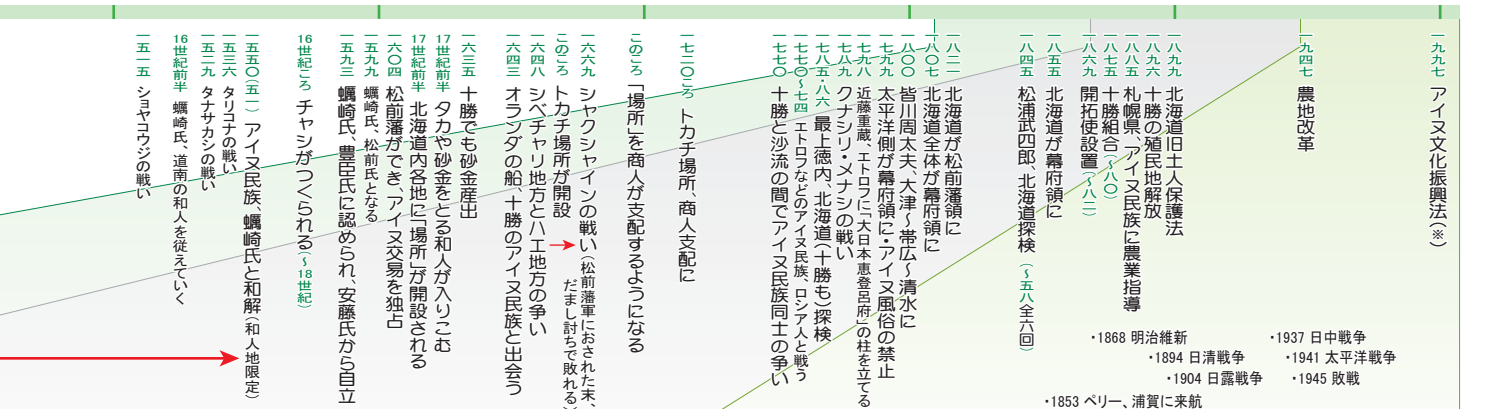 一九九七 アイヌ文化振興法(※)
一九四七 農地改革
一八九九 北海道旧土人保護法
一八九六 十勝の殖民地解放
一八八五 札幌県、アイヌ民族に農業指導
一八七五 十勝組合(~八〇)
一八六九 開拓使設置(~八二)
一八五五 北海道が幕府領に
一八四五 松浦武四郎、北海道探検(~五八全六回)
一八二一 北海道が松前藩領に
一八〇七 北海道全体が幕府領に
一八〇〇 皆川周太夫、大津~帯広~清水に
一七九九 太平洋側が幕府領に・アイヌ風俗の禁止
一七九八 近藤重蔵、エトロフに「大日本恵登呂府」の柱を立てる
一七八九 クナシリ・メナシの戦い
一七八五・八六 最上徳内、北海道(十勝も)探検
一七七〇~七四 エトロフなどのアイヌ民族、ロシア人と戦う
一七七〇 十勝と沙流の間でアイヌ民族同士の争い
一七二〇ころ トカチ場所、商人支配に
このころ 「場所」を商人が支配するようになる
一六六九 シャクシャインの戦い(松前藩軍におされた末、
だまし討ちで敗れる)
このころ トカチ場所が開設
一六四八 シベチャリ地方とハエ地方の争い
一六四三 オランダの船、十勝のアイヌ民族と出会う
一六三五 十勝でも砂金産出
17世紀前半 タカや砂金をとる和人が入りこむ
17世紀前半 北海道内各地に「場所」が開設される
一六〇四 松前藩ができ、アイヌ交易を独占
一五九九 蠣崎氏、松前氏となる
一五九三 蠣崎氏、豊臣氏に認められ、安藤氏から自立
16世紀ころ チャシがつくられる(~18世紀)
一五五〇(五一) アイヌ民族、蠣崎氏と和解(和人地限定)
一五三六 タリコナの戦い
一五二九 タナサカシの戦い
16世紀前半 蠣崎氏、道南の和人を従えていく
一五一五 ショヤコウジの戦い
・1868 明治維新
・1894 日清戦争
・1904 日露戦争
・1853 ペリー、浦賀に来航
・1937 日中戦争
・1941 太平洋戦争
・1945 敗戦